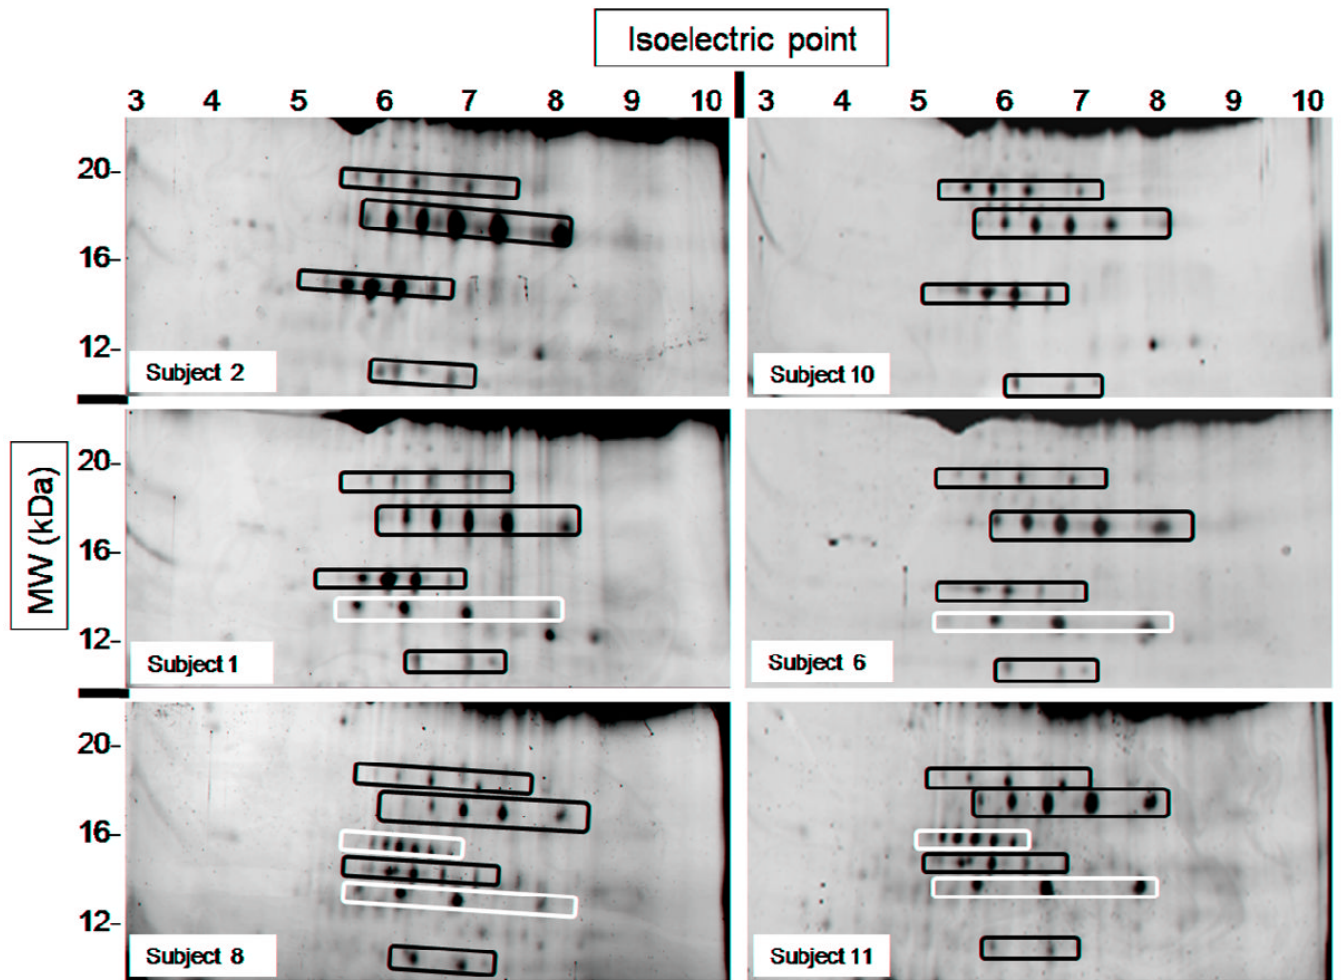 Isoelectric point
3 4 5 6 7 8 9 10 3 4 5 6 7 8 9 10
20-
16-
12-
Subject 2
Subject 10
MW (kDa)
20-
16-
12-
Subject 1
Subject 6
20-
16-
12-
Subject 8
Subject 11